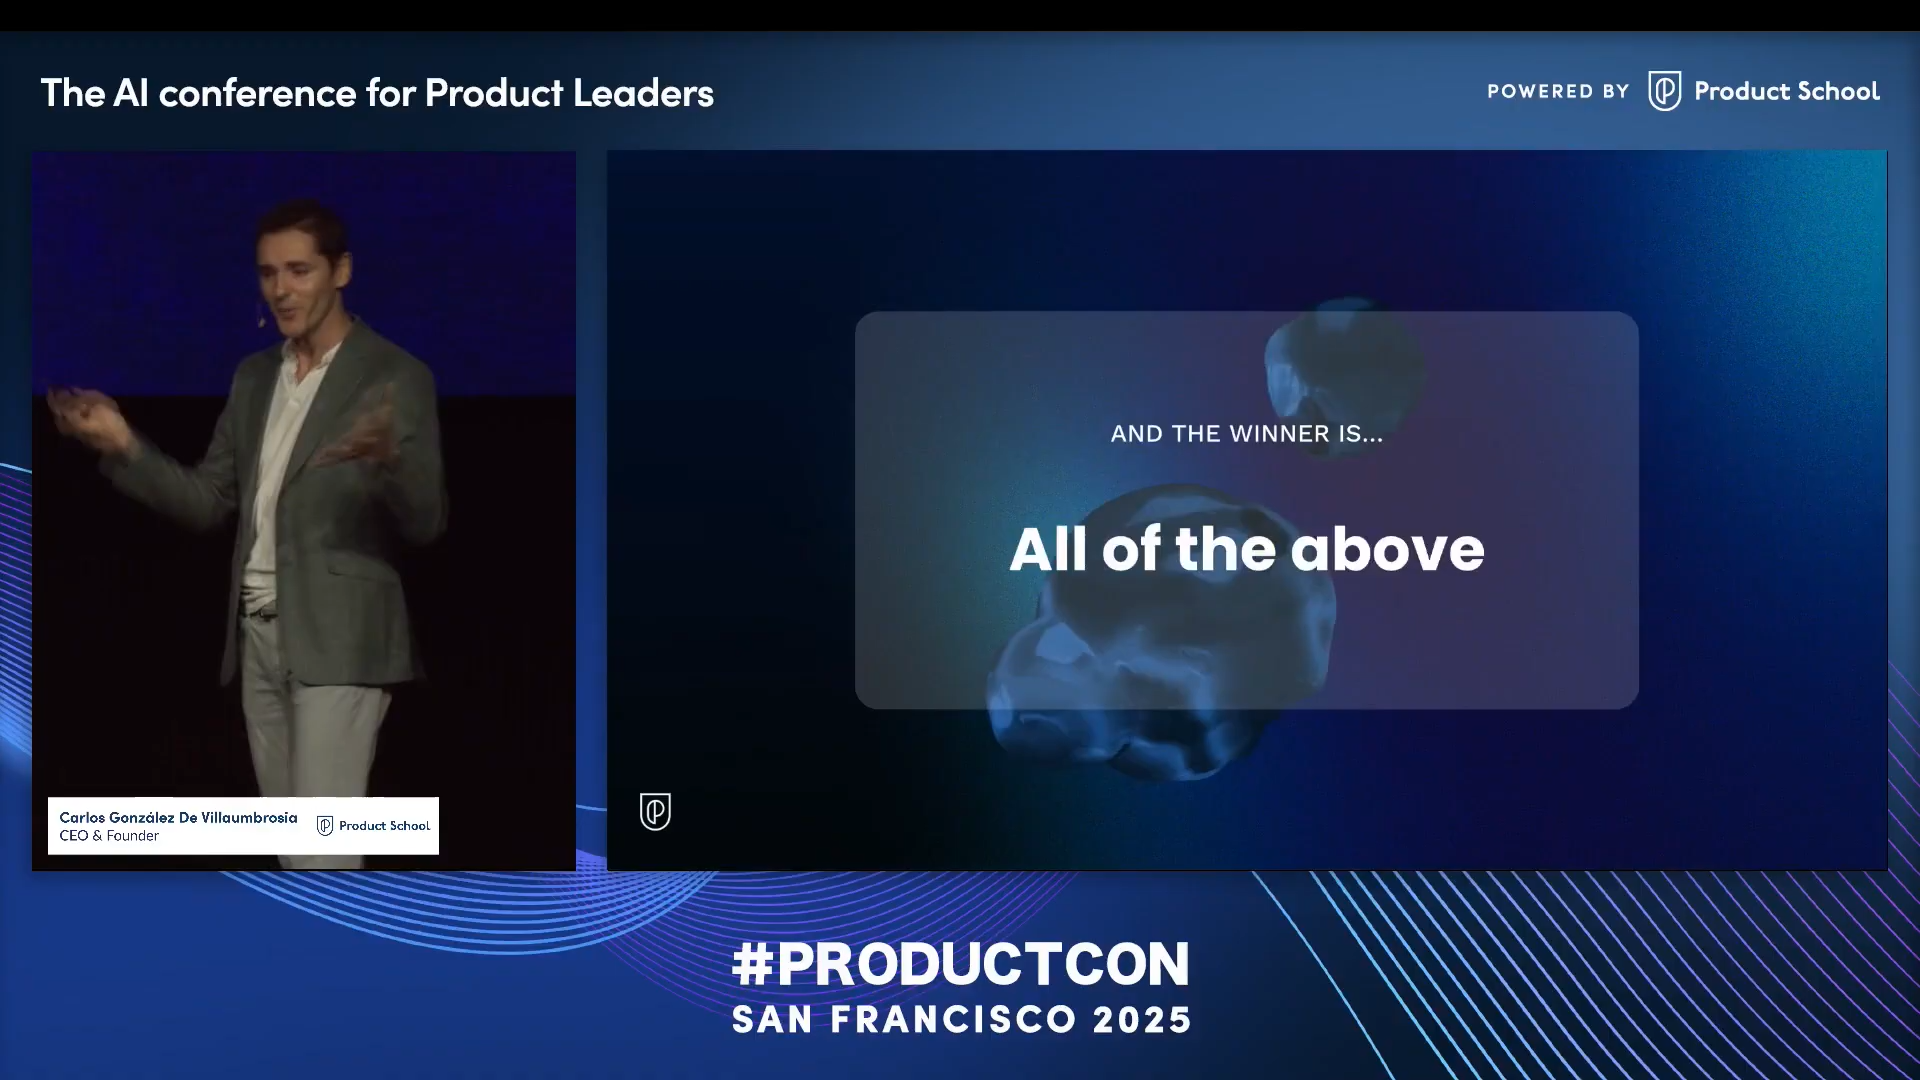 The AI conference for Product Leaders
POWERED BY Product School
AND THE WINNER IS...
All of the above
Carlos González De Villaumbrosia
CEO & Founder
Product School
#PRODUCTCON
SAN FRANCISCO 2025